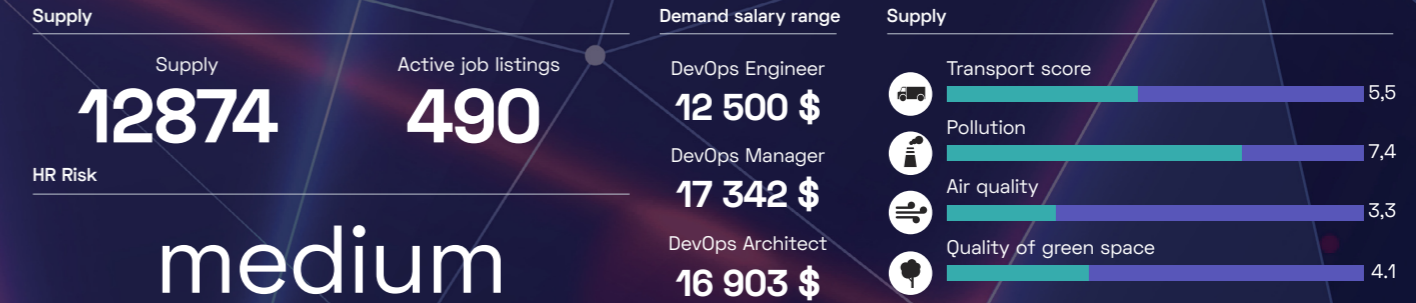 Supply
Supply
12874
Active job listings
490
HR Risk
medium
Demand salary range
DevOps Engineer
12 500 $
DevOps Manager
17 342 $
DevOps Architect
16 903 $
Supply
Transport score
5,5
Pollution
7,4
Air quality
3,3
Quality of green space
4.1